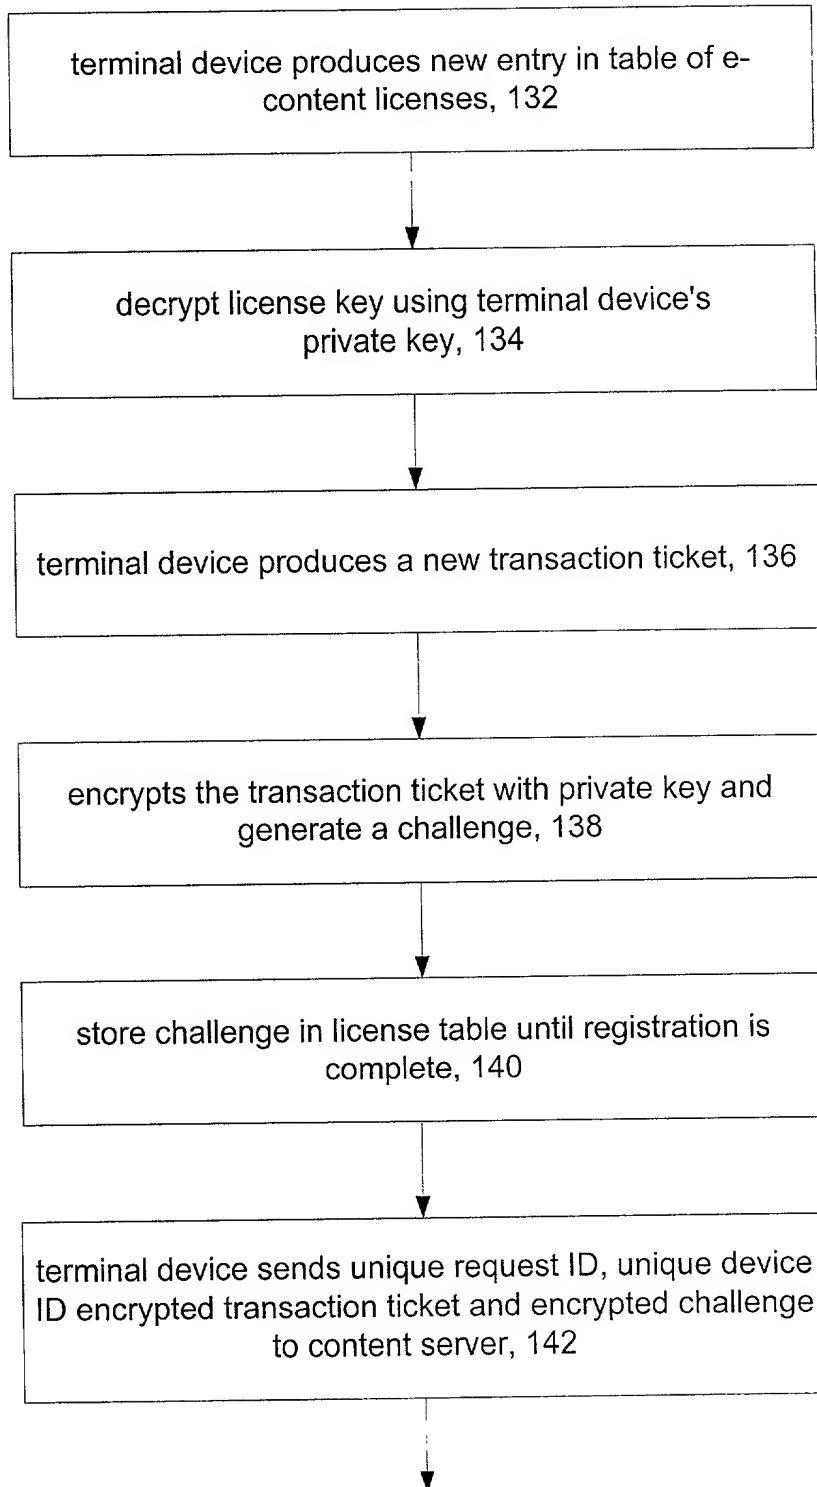 terminal device produces new entry in table of e-
content licenses, 132
decrypt license key using terminal device's
private key, 134
terminal device produces a new transaction ticket, 136
encrypts the transaction ticket with private key and
generate a challenge, 138
store challenge in license table until registration is
complete, 140
terminal device sends unique request ID, unique device
ID encrypted transaction ticket and encrypted challenge
to content server, 142